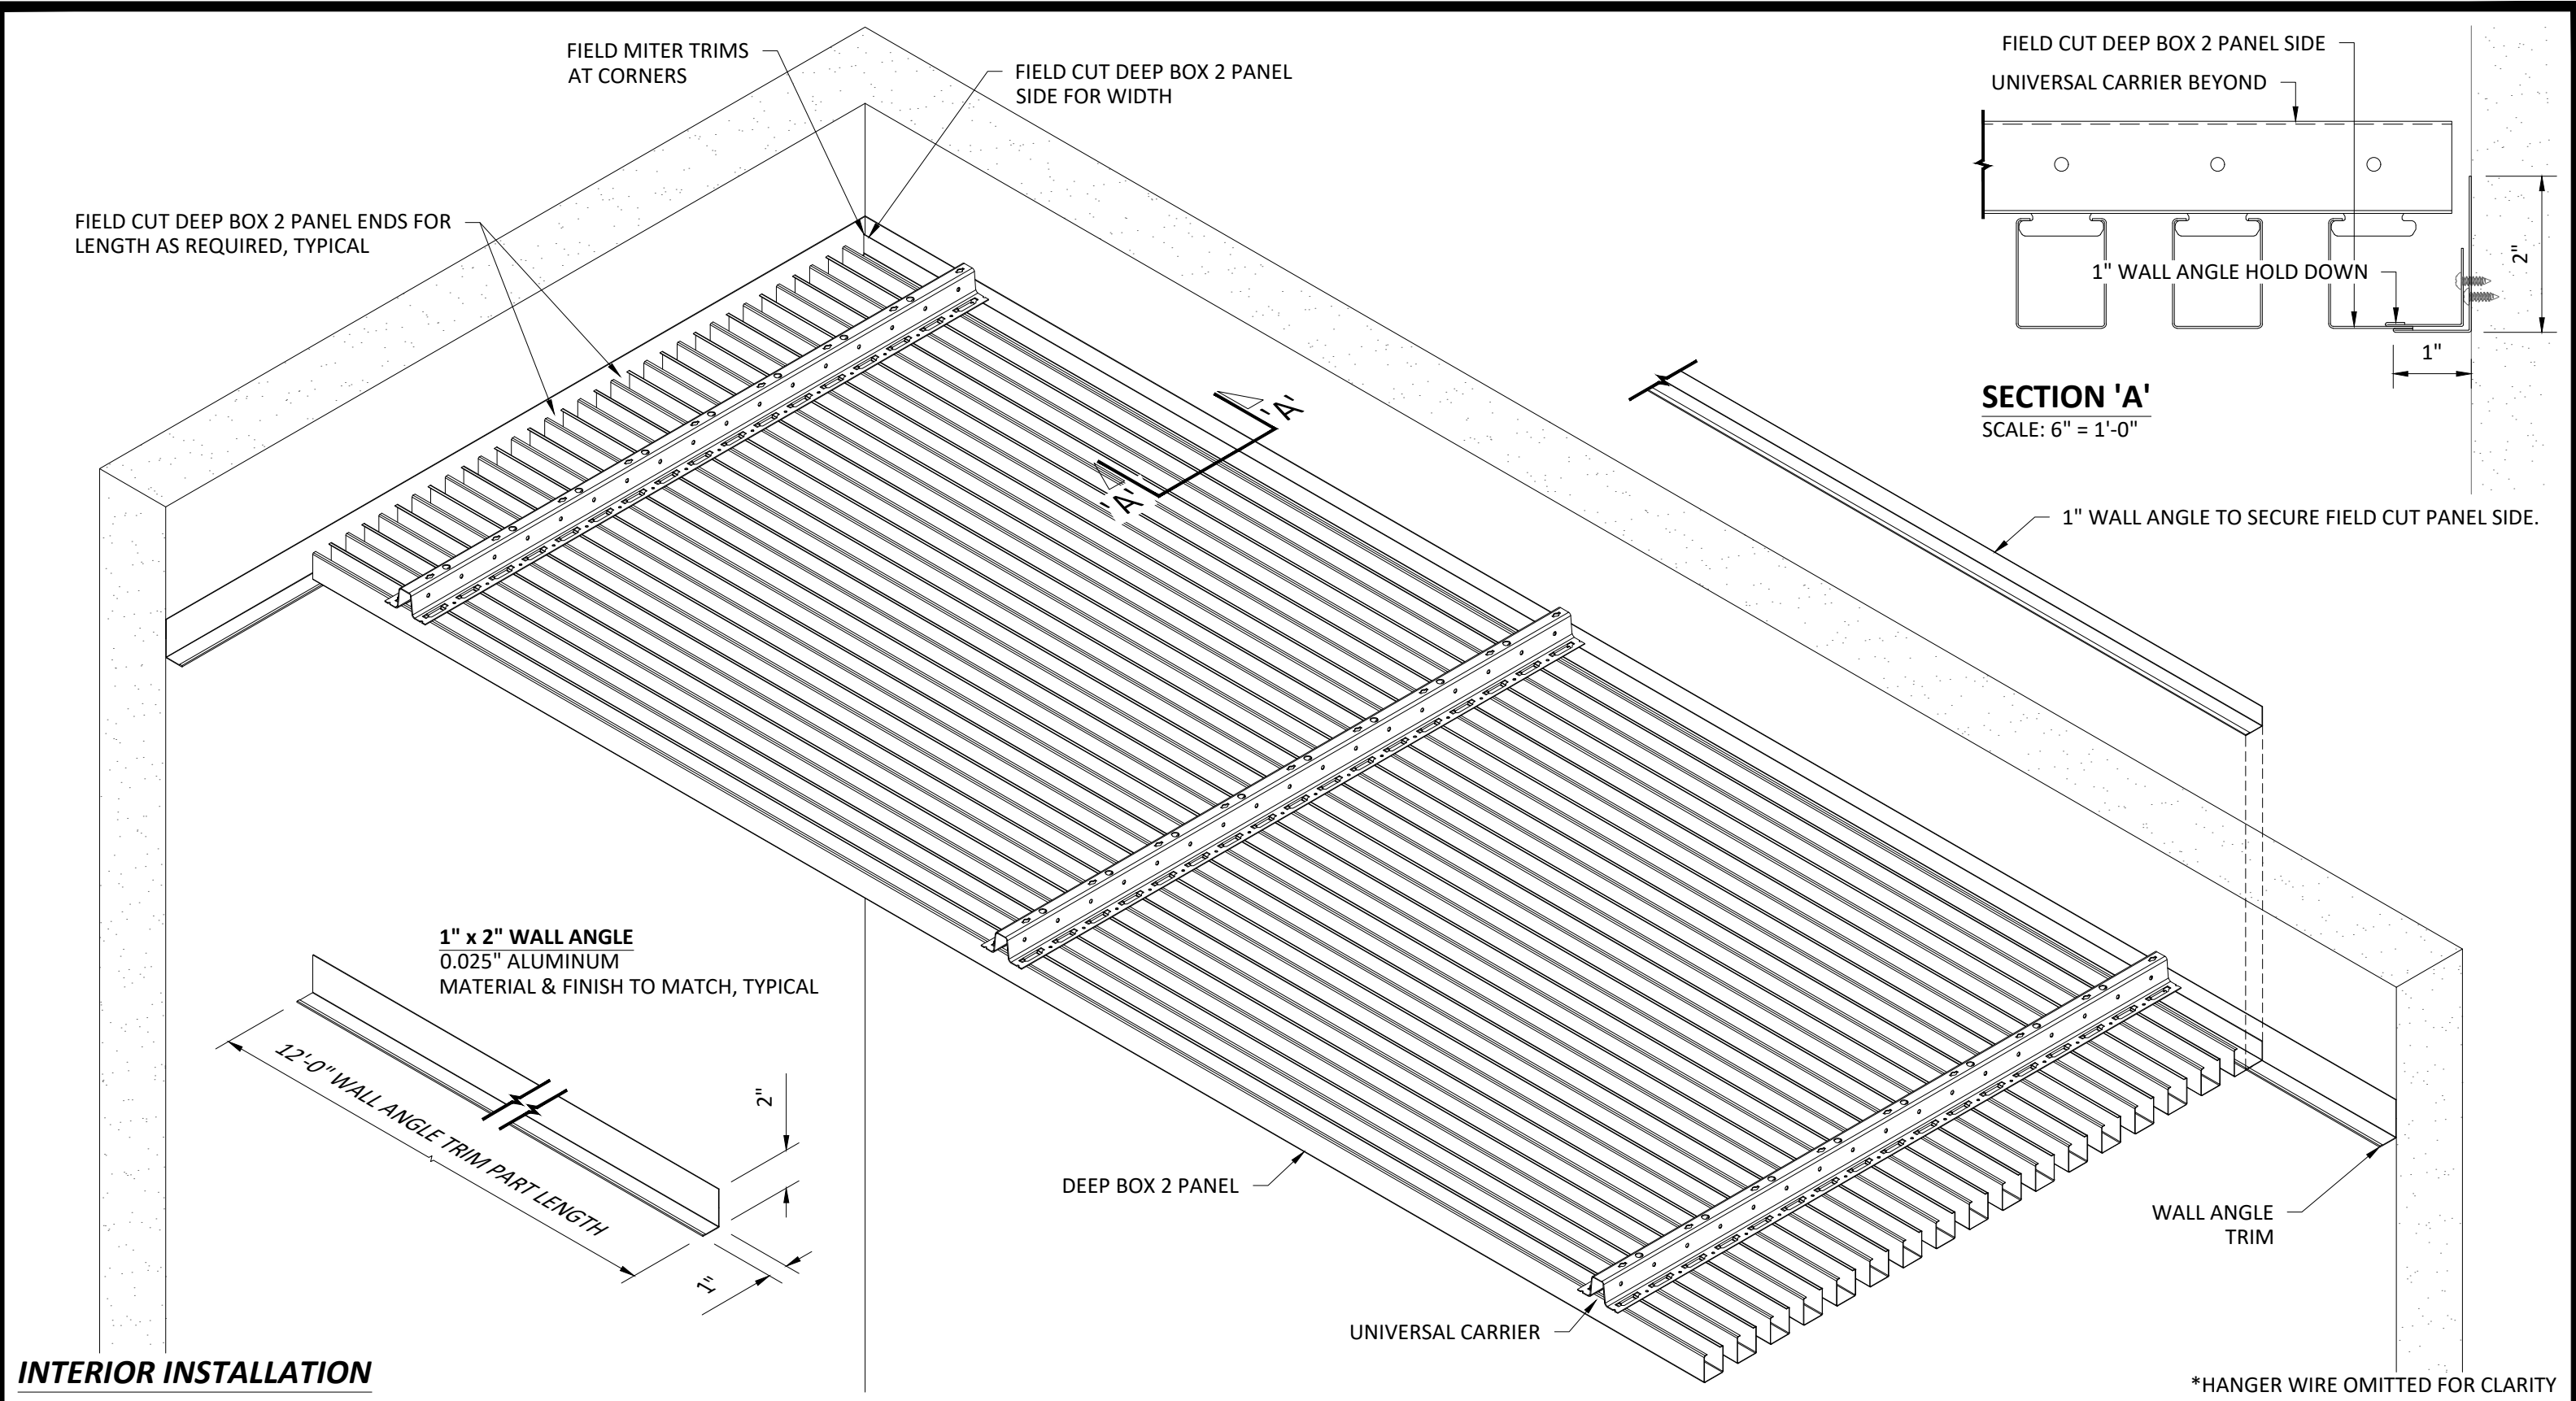 FIELD MITER TRIMS
AT CORNERS
FIELD CUT DEEP BOX 2 PANEL
SIDE FOR WIDTH
FIELD CUT DEEP BOX 2 PANEL ENDS FOR
LENGTH AS REQUIRED, TYPICAL
FIELD CUT DEEP BOX 2 PANEL SIDE
UNIVERSAL CARRIER BEYOND
1" WALL ANGLE HOLD DOWN
2"
1"
SECTION 'A'
SCALE: 6" = 1'-0"
'A'
'A'
1" WALL ANGLE TO SECURE FIELD CUT PANEL SIDE.
1" x 2" WALL ANGLE
0.025" ALUMINUM
MATERIAL & FINISH TO MATCH, TYPICAL
12'-0" WALL ANGLE TRIM PART LENGTH
2"
1"
DEEP BOX 2 PANEL
WALL ANGLE
TRIM
UNIVERSAL CARRIER
INTERIOR INSTALLATION
*HANGER WIRE OMITTED FOR CLARITY